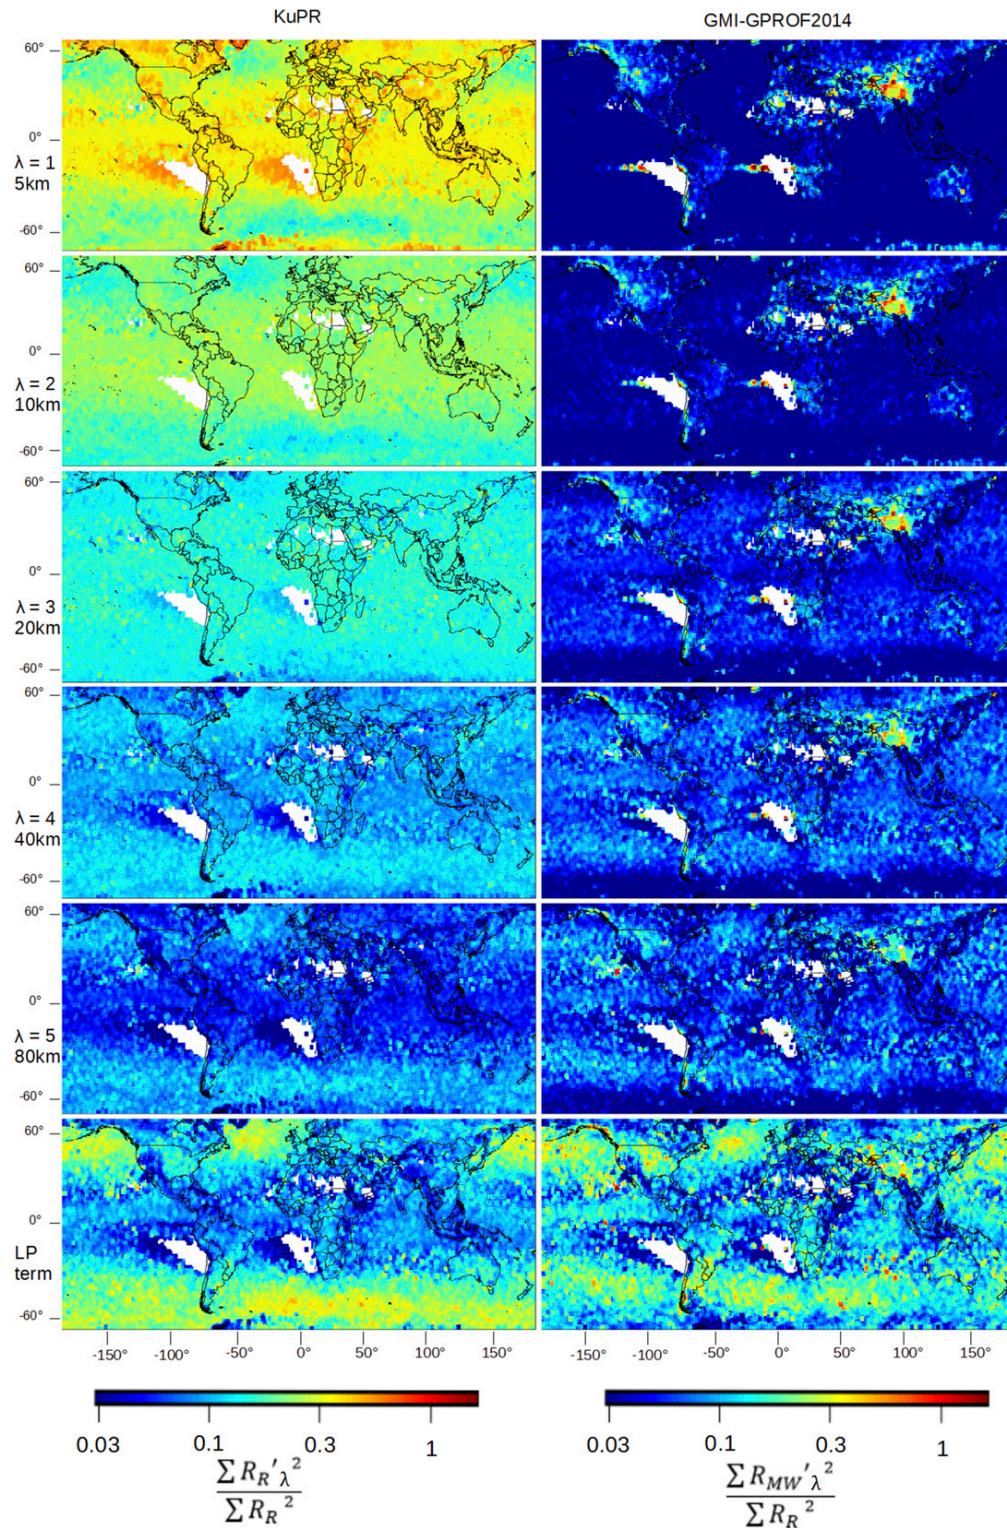 KuPR GMI-GPROF2014
60°
0°
λ = 1
5km
-60°
60°
0°
λ = 2
10km
-60°
60°
0°
λ = 3
20km
-60°
60°
0°
λ = 4
40km
-60°
60°
0°
λ = 5
80km
-60°
60°
0°
LP
term
-60°
-150° -100° -50° 0° 50° 100° 150° -150° -100° -50° 0° 50° 100° 150°
0.03 0.1 0.3 1 0.03 0.1 0.3 1
∑ R_R′_λ² ∑ R_MW′_λ²
∑ R_R² ∑ R_R²